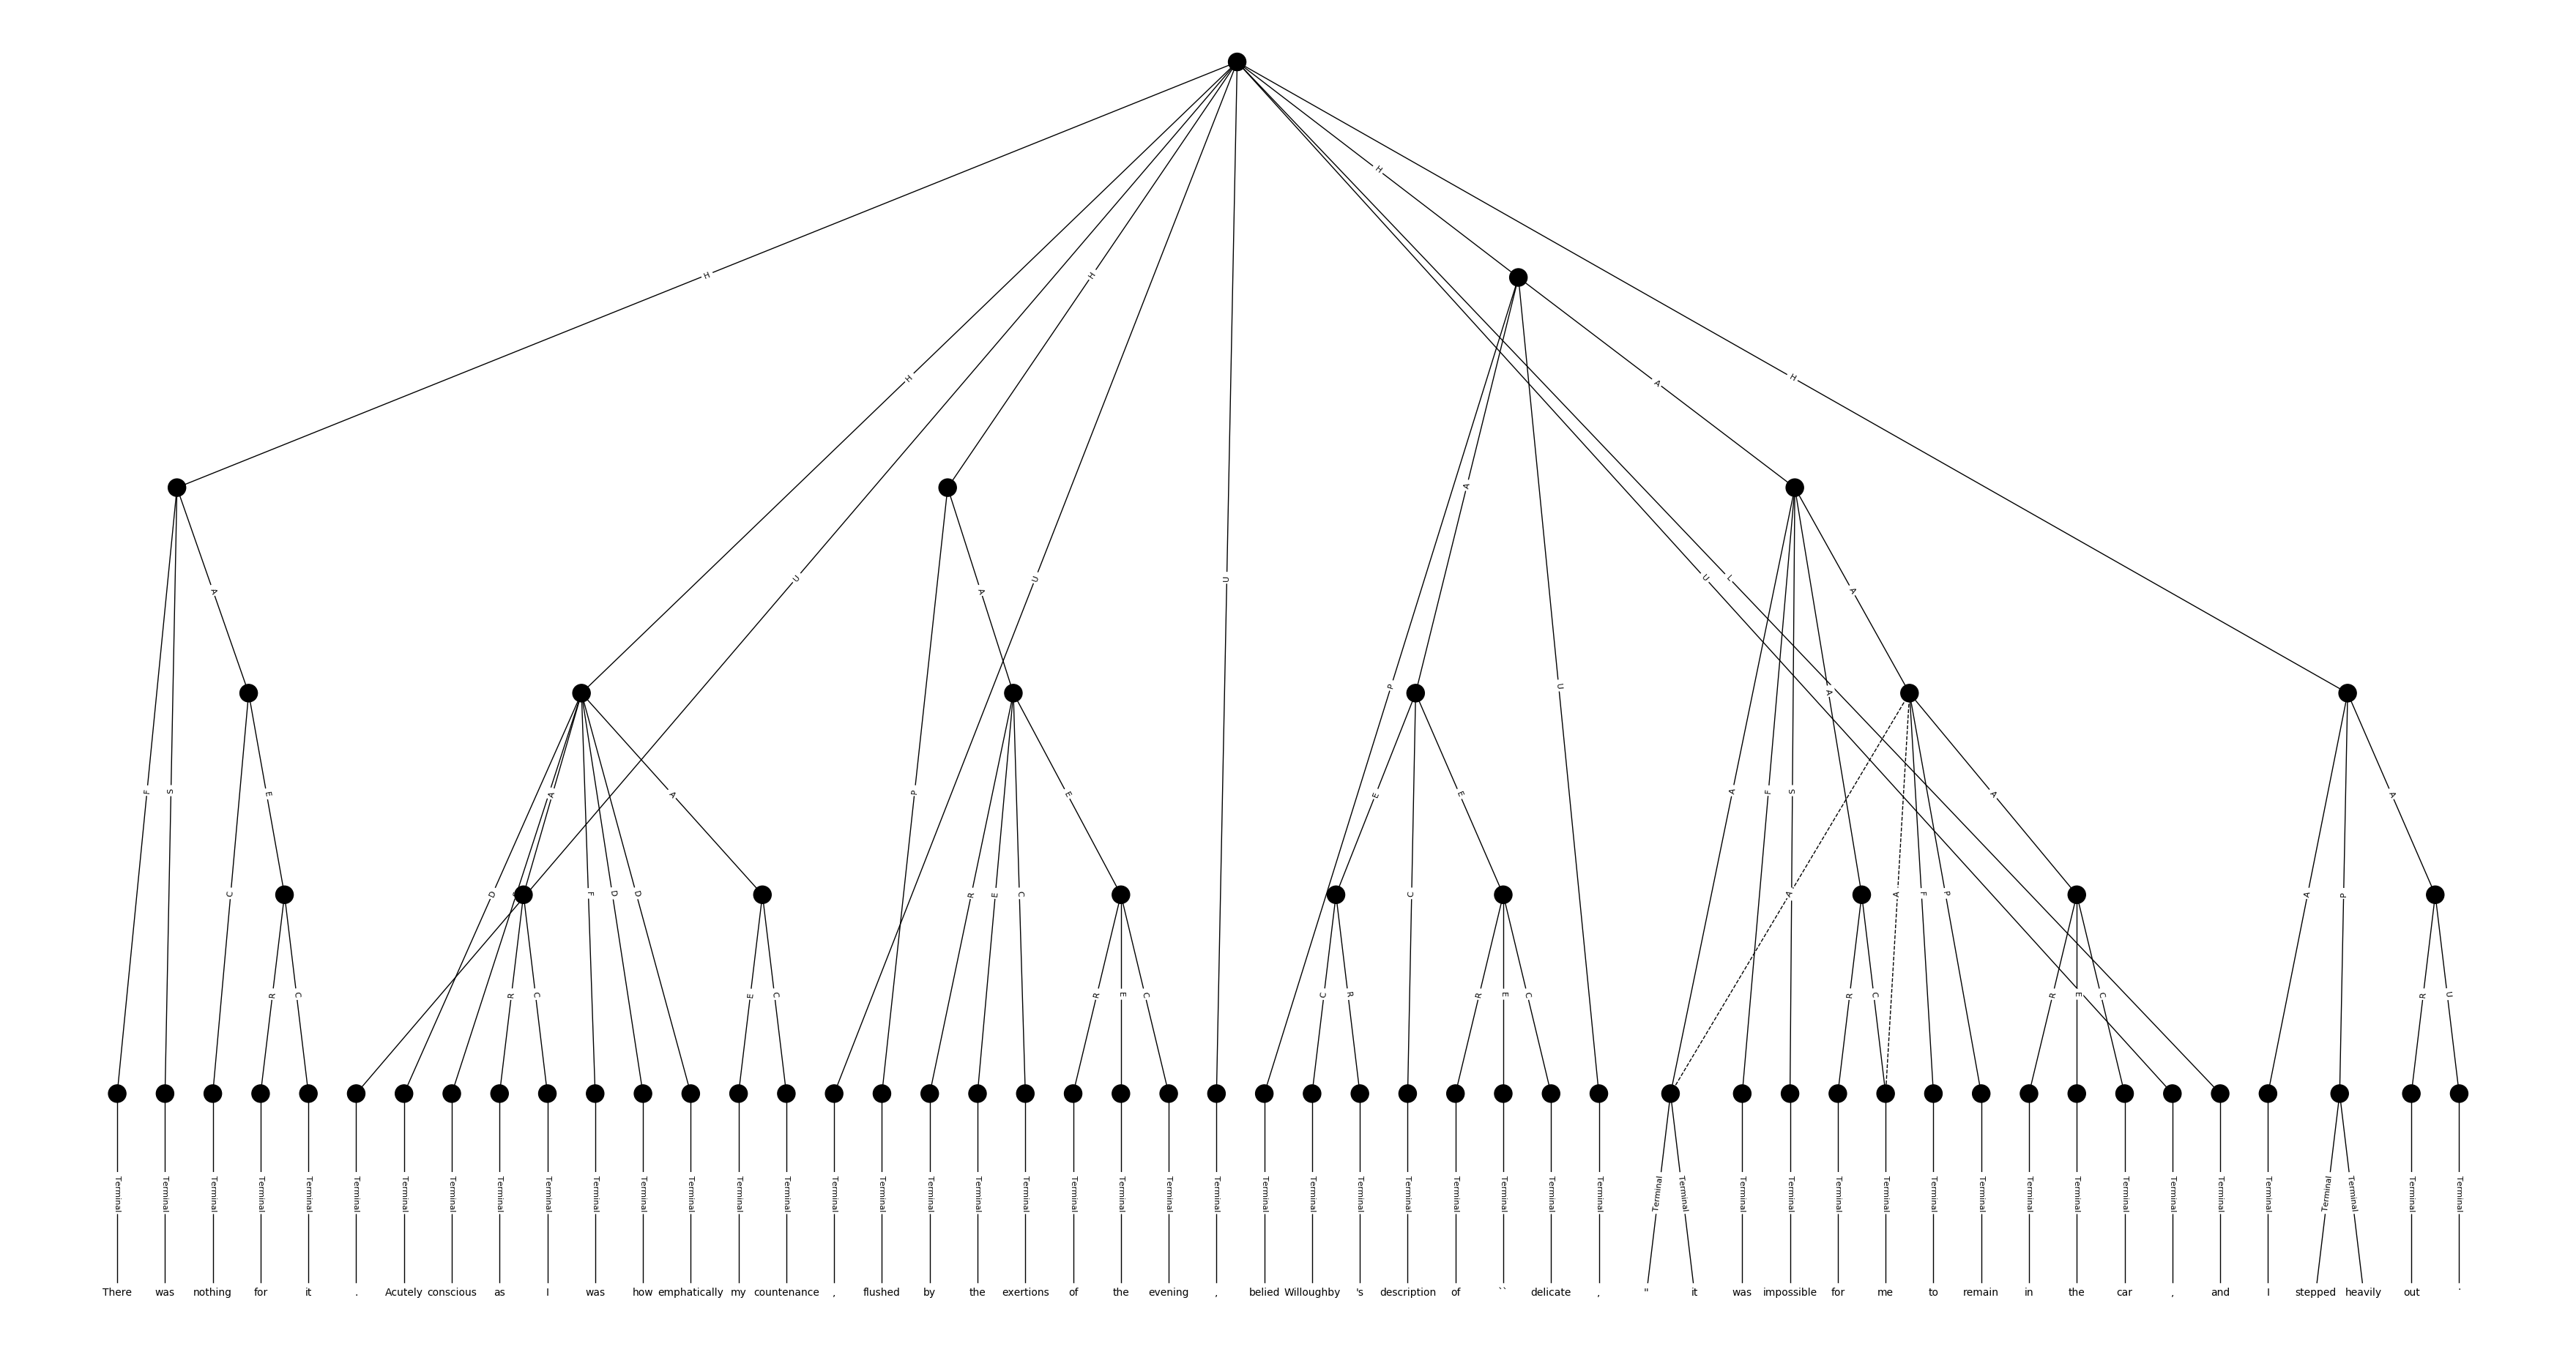 H
H
H
H
H
A
A
U
U
U
U
L
A
A
A
P
U
F
S
E
D
A
S
F
D
D
A
P
R
E
C
E
E
C
E
A
F
S
A
A
A
F
P
A
A
P
A
C
R
C
R
C
E
C
R
E
C
C
R
R
E
C
R
C
R
E
C
R
U
Terminal Terminal Terminal Terminal Terminal Terminal Terminal Terminal Terminal Terminal Terminal Terminal Terminal Terminal Terminal Terminal Terminal Terminal Terminal Terminal Terminal Terminal Terminal Terminal Terminal Terminal Terminal Terminal Terminal Terminal Terminal Terminal Terminal Terminal Terminal Terminal Terminal Terminal Terminal Terminal Terminal Terminal Terminal Terminal Terminal Terminal Terminal Terminal Terminal Terminal
There was nothing for it . Acutely conscious as I was how emphatically my countenance , flushed by the exertions of the evening , belied Willoughby 's description of `` delicate , " it was impossible for me to remain in the car , and I stepped heavily out .